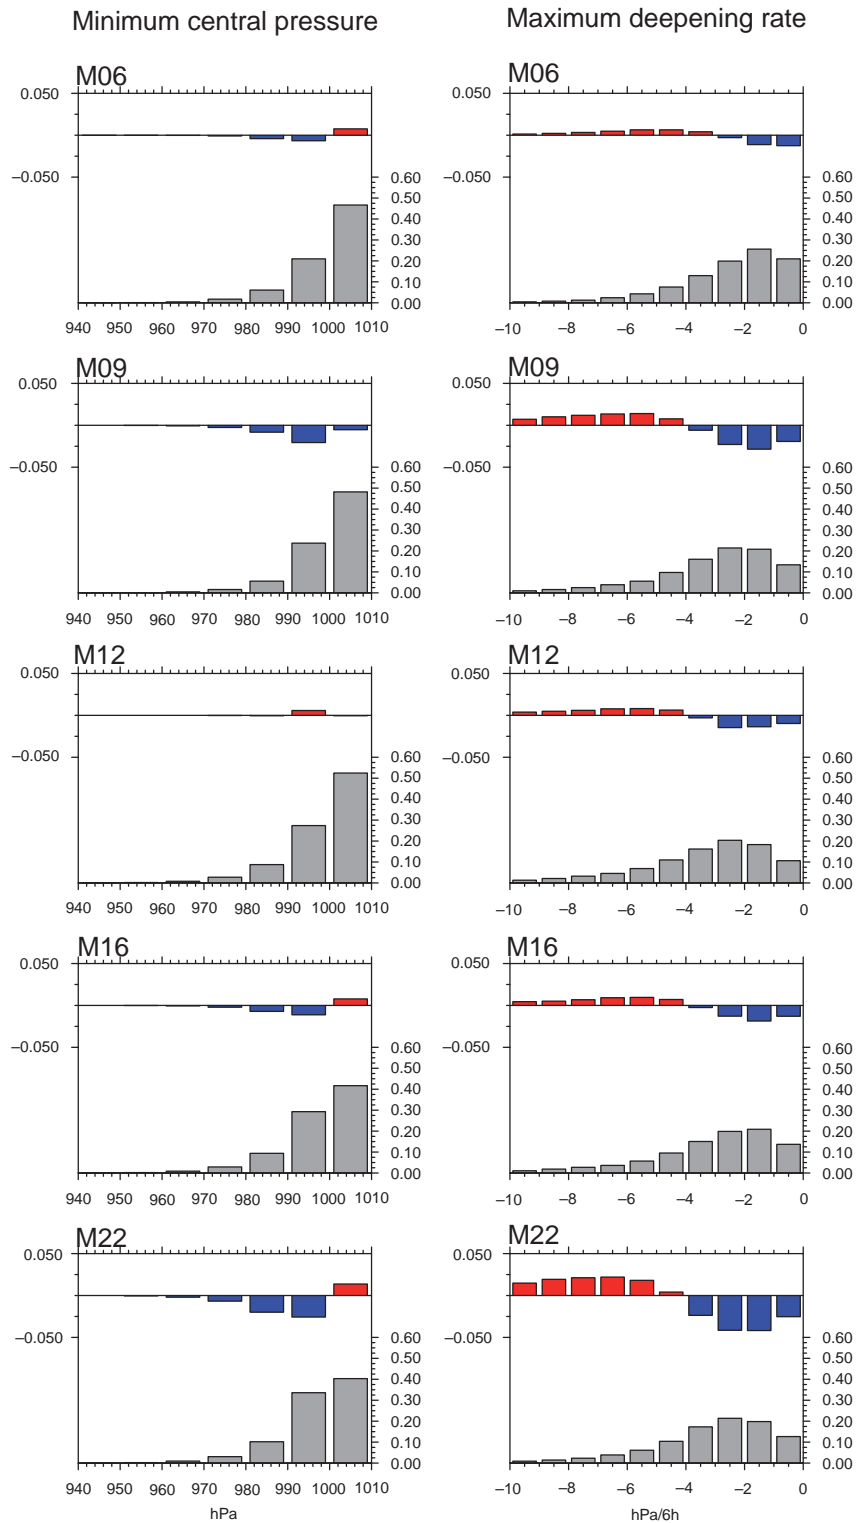 Minimum central pressure Maximum deepening rate
M06 M06
0.050 0.050
−0.050 0.60 −0.050 0.60
0.50 0.50
0.40 0.40
0.30 0.30
0.20 0.20
0.10 0.10
0.00 0.00
940 950 960 970 980 990 1000 1010 −10 −8 −6 −4 −2 0
M09 M09
0.050 0.050
−0.050 0.60 −0.050 0.60
0.50 0.50
0.40 0.40
0.30 0.30
0.20 0.20
0.10 0.10
0.00 0.00
940 950 960 970 980 990 1000 1010 −10 −8 −6 −4 −2 0
M12 M12
0.050 0.050
−0.050 0.60 −0.050 0.60
0.50 0.50
0.40 0.40
0.30 0.30
0.20 0.20
0.10 0.10
0.00 0.00
940 950 960 970 980 990 1000 1010 −10 −8 −6 −4 −2 0
M16 M16
0.050 0.050
−0.050 0.60 −0.050 0.60
0.50 0.50
0.40 0.40
0.30 0.30
0.20 0.20
0.10 0.10
0.00 0.00
940 950 960 970 980 990 1000 1010 −10 −8 −6 −4 −2 0
M22 M22
0.050 0.050
−0.050 0.60 −0.050 0.60
0.50 0.50
0.40 0.40
0.30 0.30
0.20 0.20
0.10 0.10
0.00 0.00
940 950 960 970 980 990 1000 1010 −10 −8 −6 −4 −2 0
hPa hPa/6h